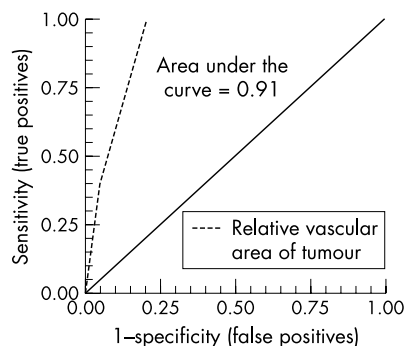 1.00
0.75
0.50
0.25
0.00
Sensitivity (true positives)
Area under the
curve = 0.91
Relative vascular
area of tumour
0.00
0.25
0.50
0.75
1.00
1–specificity (false positives)